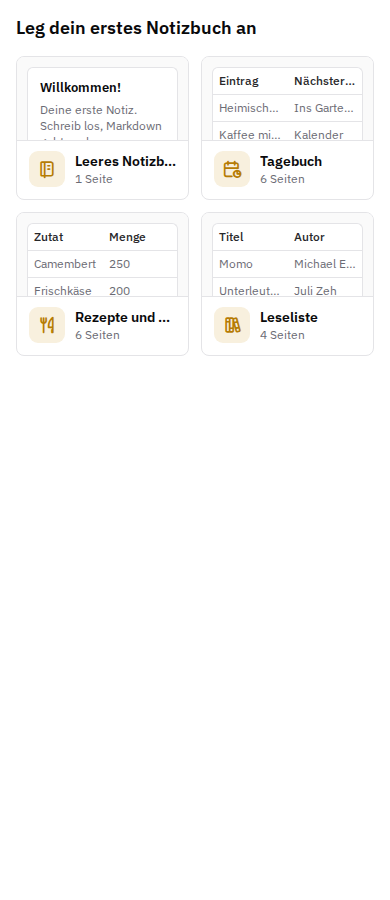 Leg dein erstes Notizbuch an
Willkommen!
Deine erste Notiz.
Schreib los, Markdown
Leeres Notizb...
1 Seite
Eintrag Nächster...
Heimisch... Ins Garte...
Kaffee mi... Kalender
Tagebuch
6 Seiten
Zutat Menge
Camembert 250
Frischkäse 200
Rezepte und ...
6 Seiten
Titel Autor
Momo Michael E...
Unterleut... Juli Zeh
Leseliste
4 Seiten